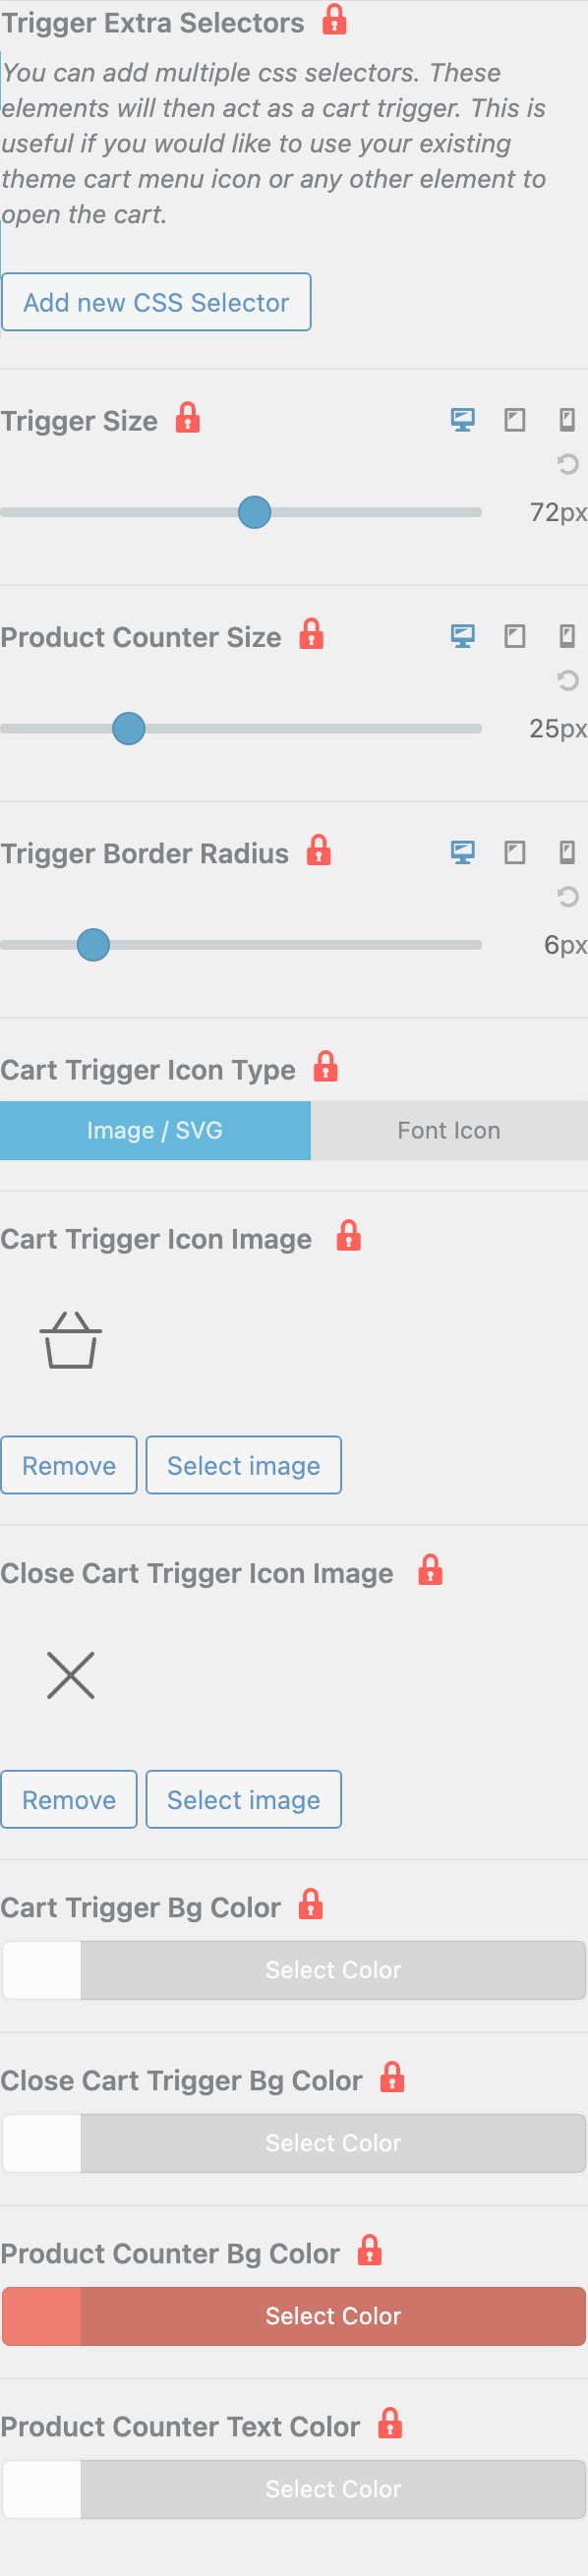 Trigger Extra Selectors
You can add multiple css selectors. These
elements will then act as a cart trigger. This is
useful if you would like to use your existing
theme cart menu icon or any other element to
open the cart.
Add new CSS Selector
Trigger Size
72px
Product Counter Size
25px
Trigger Border Radius
6px
Cart Trigger Icon Type
Image / SVG Font Icon
Cart Trigger Icon Image
Remove Select image
Close Cart Trigger Icon Image
Remove Select image
Cart Trigger Bg Color
Select Color
Close Cart Trigger Bg Color
Select Color
Product Counter Bg Color
Select Color
Product Counter Text Color
Select Color